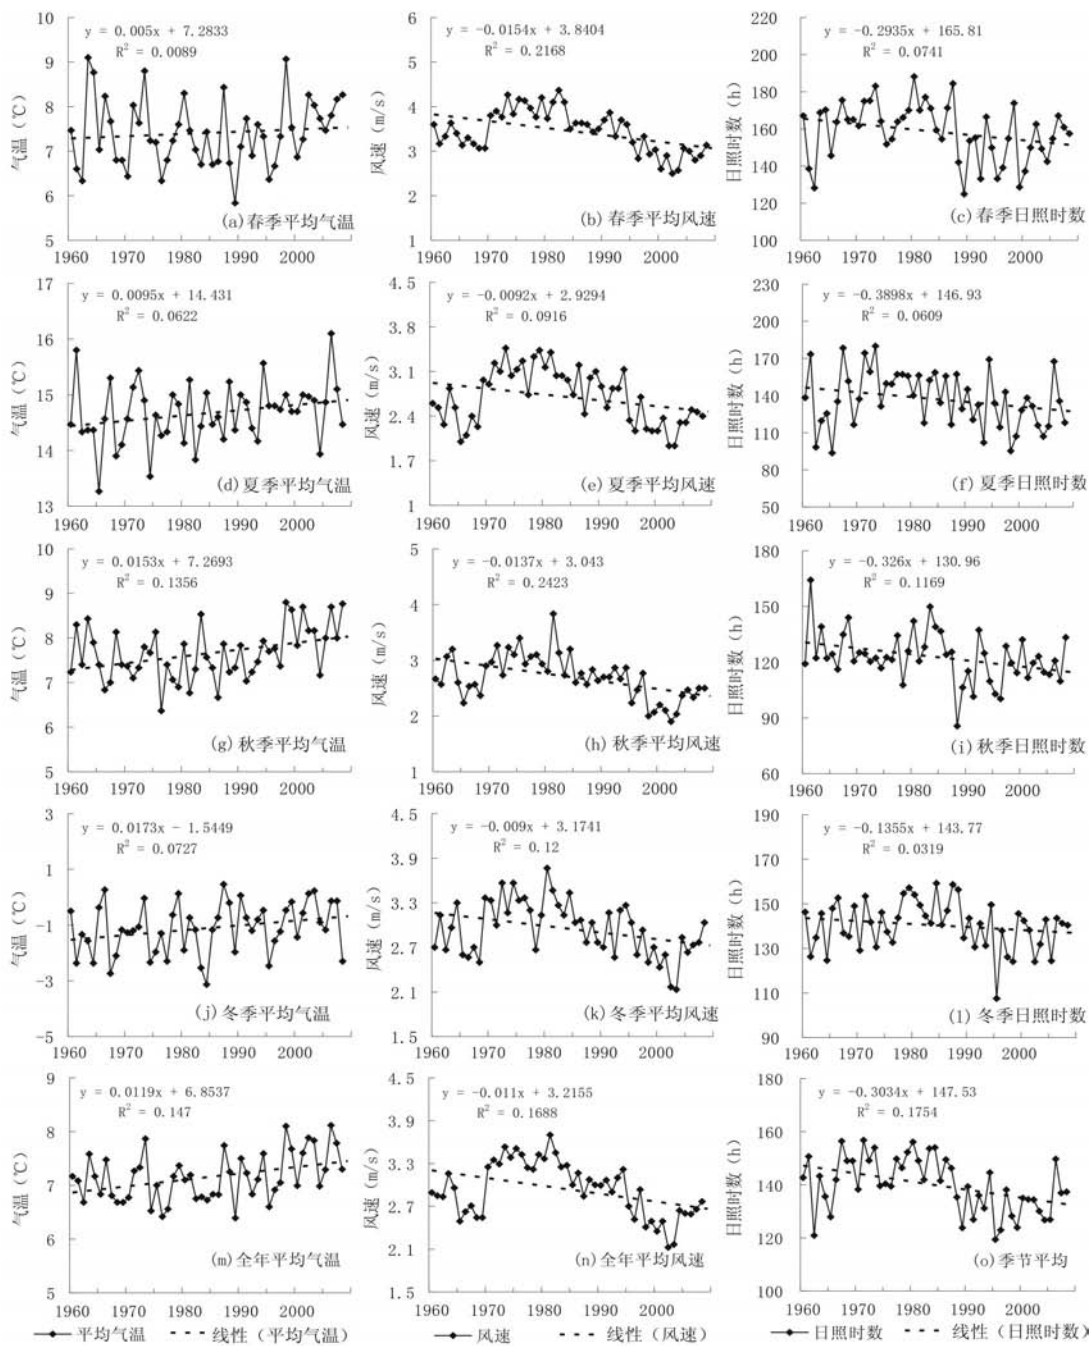 y = 0.005x + 7.2833
R² = 0.0089
气温 (℃)
10
9
8
7
6
5
(a)春季平均气温
1960 1970 1980 1990 2000
y = -0.0154x + 3.8404
R² = 0.2168
风速 (m/s)
6
5
4
3
2
1
(b) 春季平均风速
1960 1970 1980 1990 2000
y = -0.2935x + 165.81
R² = 0.0741
日照时数 (h)
220
200
180
160
140
120
100
(c) 春季日照时数
1960 1970 1980 1990 2000
y = 0.0095x + 14.431
R² = 0.0622
气温 (℃)
17
16
15
14
13
(d)夏季平均气温
1960 1970 1980 1990 2000
y = -0.0092x + 2.9294
R² = 0.0916
风速 (m/s)
4.5
3.8
3.1
2.4
1.7
1
(e) 夏季平均风速
1960 1970 1980 1990 2000
y = -0.3898x + 146.93
R² = 0.0609
日照时数 (h)
230
200
170
140
110
80
50
(f) 夏季日照时数
1960 1970 1980 1990 2000
y = 0.0153x + 7.2693
R² = 0.1356
气温 (℃)
10
9
8
7
6
5
(g)秋季平均气温
1960 1970 1980 1990 2000
y = -0.0137x + 3.043
R² = 0.2423
风速 (m/s)
5
4
3
2
1
(h) 秋季平均风速
1960 1970 1980 1990 2000
y = -0.326x + 130.96
R² = 0.1169
日照时数 (h)
180
150
120
90
60
(i)秋季日照时数
1960 1970 1980 1990 2000
y = 0.0173x - 1.5449
R² = 0.0727
气温 (℃)
3
1
-1
-3
-5
(j)冬季平均气温
1960 1970 1980 1990 2000
y = -0.009x + 3.1741
R² = 0.12
风速 (m/s)
4.5
3.9
3.3
2.7
2.1
1.5
(k)冬季平均风速
1960 1970 1980 1990 2000
y = -0.1355x + 143.77
R² = 0.0319
日照时数 (h)
190
170
150
130
110
90
(l) 冬季日照时数
1960 1970 1980 1990 2000
y = 0.0119x + 6.8537
R² = 0.147
气温 (℃)
9
8
7
6
5
(m)全年平均气温
1960 1970 1980 1990 2000
y = -0.011x + 3.2155
R² = 0.1688
风速 (m/s)
4.5
3.9
3.3
2.7
2.1
1.5
(n)全年平均风速
1960 1970 1980 1990 2000
y = -0.3034x + 147.53
R² = 0.1754
日照时数 (h)
180
160
140
120
100
(o)季节平均
1960 1970 1980 1990 2000
平均气温 线性 (平均气温)
风速 线性 (风速)
日照时数 线性 (日照时数)